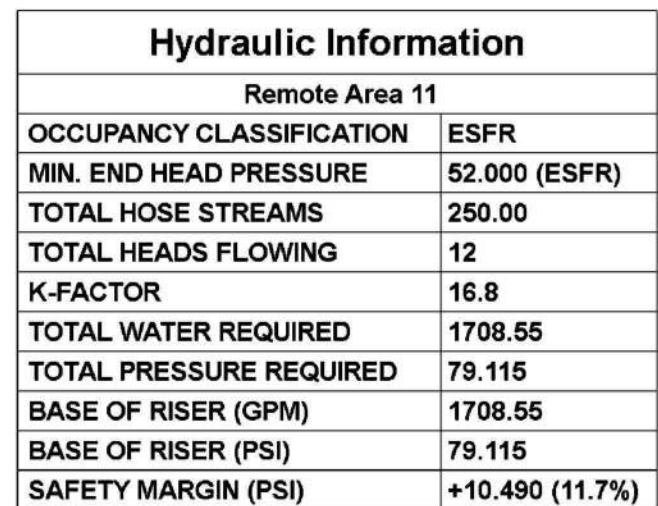 Hydraulic Information
Remote Area 11
OCCUPANCY CLASSIFICATION ESFR
MIN. END HEAD PRESSURE 52.000 (ESFR)
TOTAL HOSE STREAMS 250.00
TOTAL HEADS FLOWING 12
K-FACTOR 16.8
TOTAL WATER REQUIRED 1708.55
TOTAL PRESSURE REQUIRED 79.115
BASE OF RISER (GPM) 1708.55
BASE OF RISER (PSI) 79.115
SAFETY MARGIN (PSI) +10.490 (11.7%)